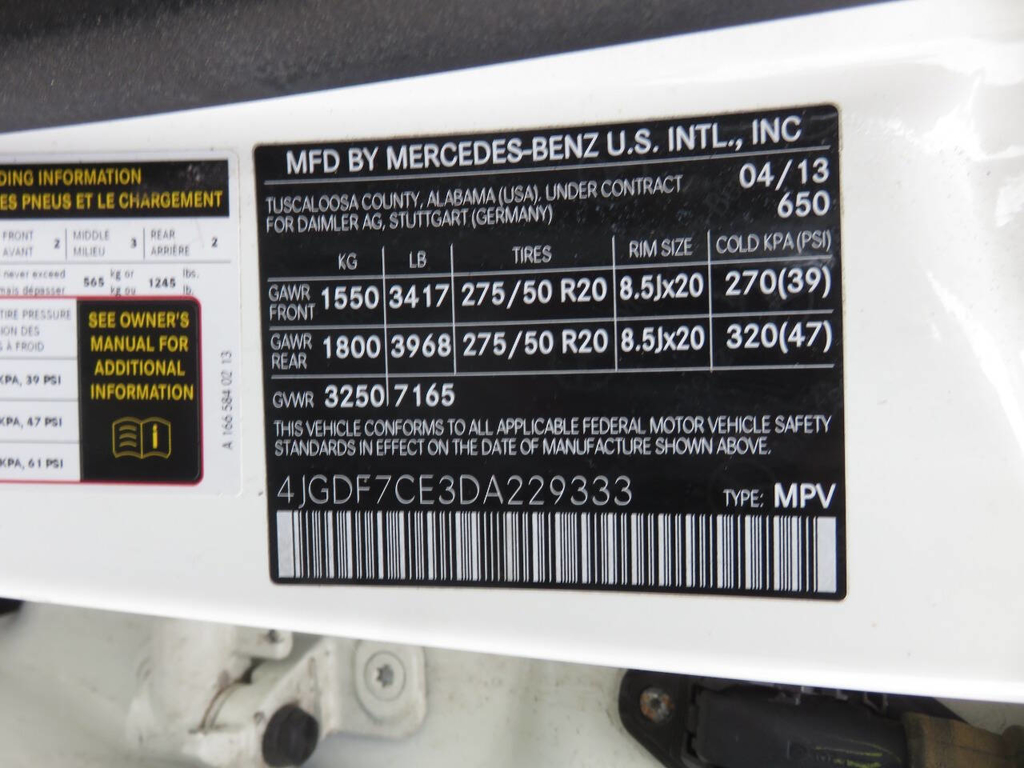 DING INFORMATION
ES PNEUS ET LE CHARGEMENT
FRONT 2 MIDDLE 3 REAR 2
AVANT MILIEU ARRIÈRE
never exceed 565 kg or 1245 lbs.
mais dépasser kg ou lb.
TIRE PRESSURE
SION DES
S À FROID
KPA, 39 PSI
KPA, 47 PSI
KPA, 61 PSI
SEE OWNER'S
MANUAL FOR
ADDITIONAL
INFORMATION
A 166 584 02 13
MFD BY MERCEDES-BENZ U.S. INTL., INC
TUSCALOOSA COUNTY, ALABAMA (USA), UNDER CONTRACT
FOR DAIMLER AG, STUTTGART (GERMANY)
04/13
650
KG LB TIRES RIM SIZE COLD KPA (PSI)
GAWR FRONT 1550 3417 275/50 R20 8.5Jx20 270(39)
GAWR REAR 1800 3968 275/50 R20 8.5Jx20 320(47)
GVWR 3250 7165
THIS VEHICLE CONFORMS TO ALL APPLICABLE FEDERAL MOTOR VEHICLE SAFETY
STANDARDS IN EFFECT ON THE DATE OF MANUFACTURE SHOWN ABOVE.
4JGDF7CE3DA229333 TYPE: MPV